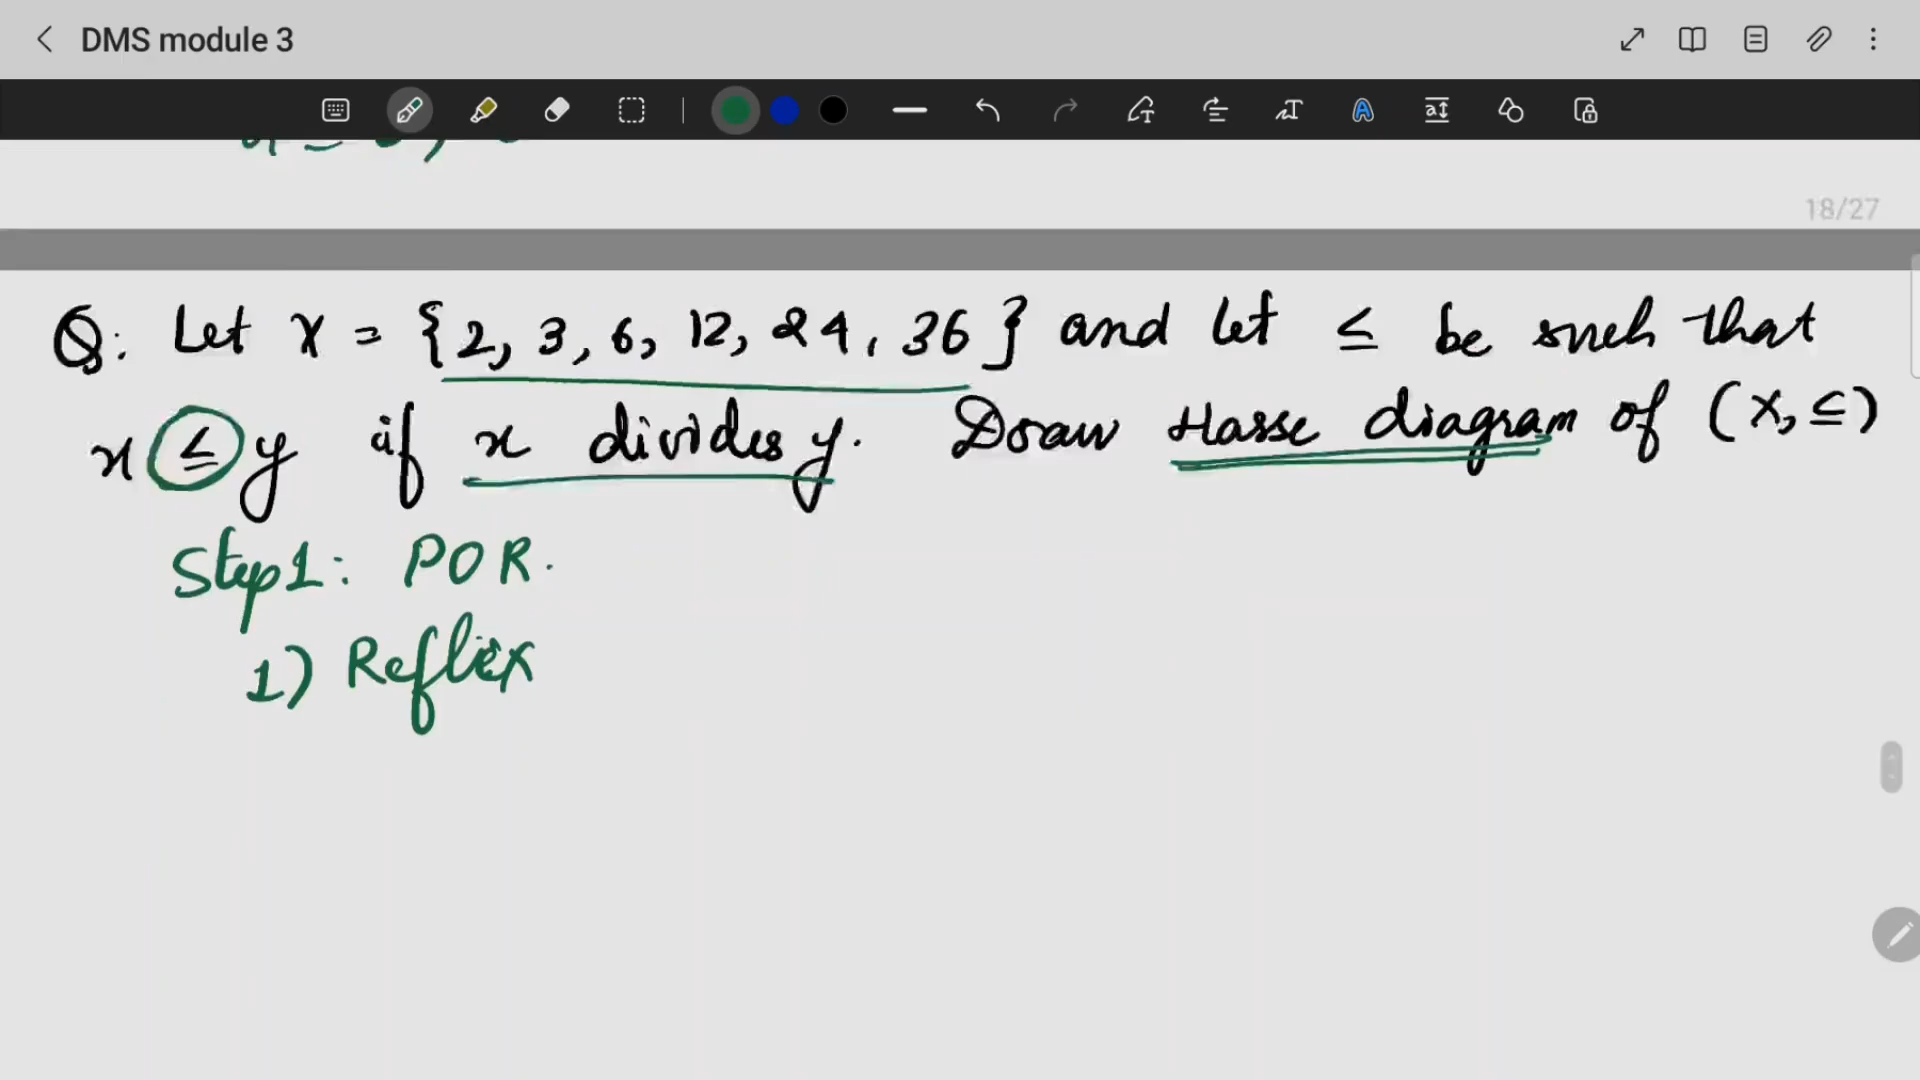 DMS module 3
18/27
Q: Let X = {2, 3, 6, 12, 24, 36} and let ≤ be such that
x ≤ y if x divides y. Draw Hasse diagram of (X, ≤)
Step1: POR.
1) Reflex